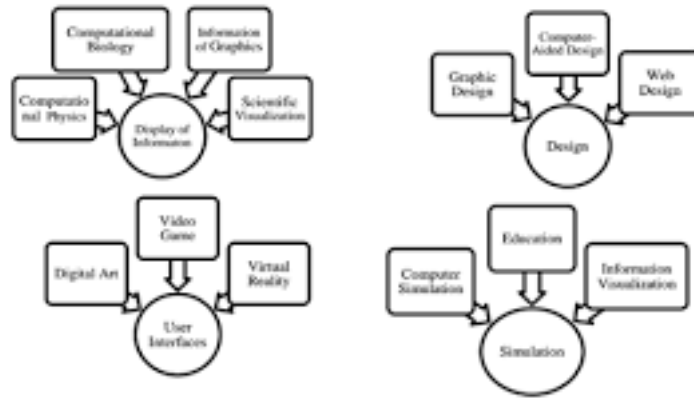 Computational
Biology
Information
of Graphics
Computatio
nal Physics
Scientific
Visualization
Display of
Informaton
Computer-
Aided Design
Graphic
Design
Web
Design
Design
Video
Game
Digital Art
Virtual
Reality
User
Interfaces
Education
Computer
Simulation
Information
Visualization
Simulation